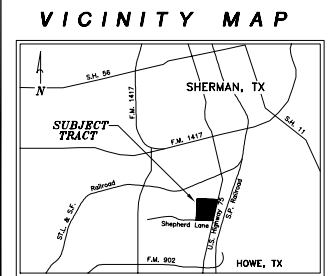 VICINITY MAP
S.H. 56
F.M. 1417
SHERMAN, TX
N
SUBJECT
TRACT
F.M. 1417
S.H. 11
Railroad
ST.L & S.F.
Shepherd Lane
U.S. Highway 75
S.P. Railroad
F.M. 902
HOWE, TX